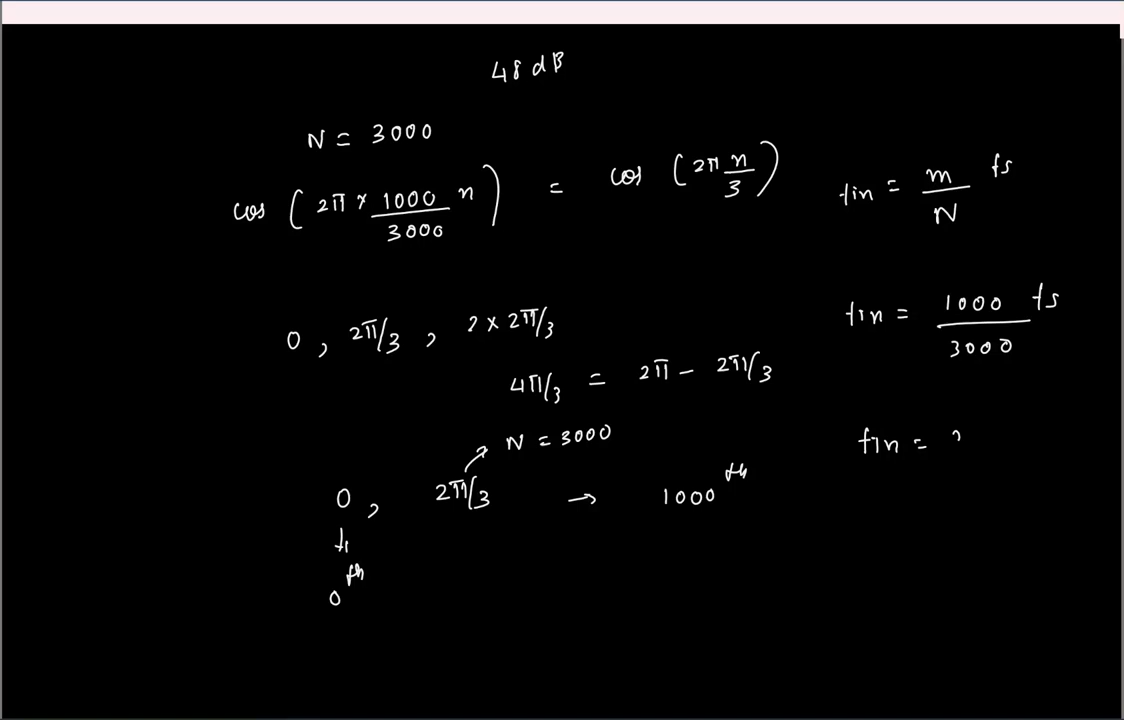 48 dB
N = 3000
cos ( 2π × 1000/3000 n ) = cos ( 2π n/3 )
fin = m/N fs
0 , 2π/3 , 2 × 2π/3
fin = 1000/3000 fs
4π/3 = 2π - 2π/3
N = 3000
fin =
0 , 2π/3 → 1000th
0th